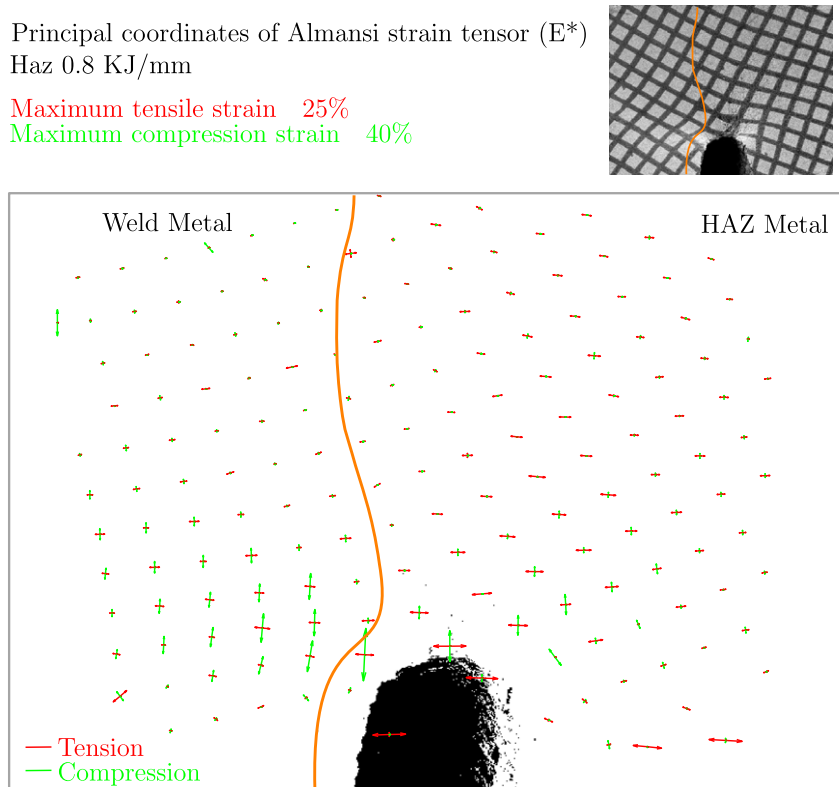 Principal coordinates of Almansi strain tensor (E*)
Haz 0.8 KJ/mm
Maximum tensile strain 25%
Maximum compression strain 40%
Weld Metal
HAZ Metal
Tension
Compression